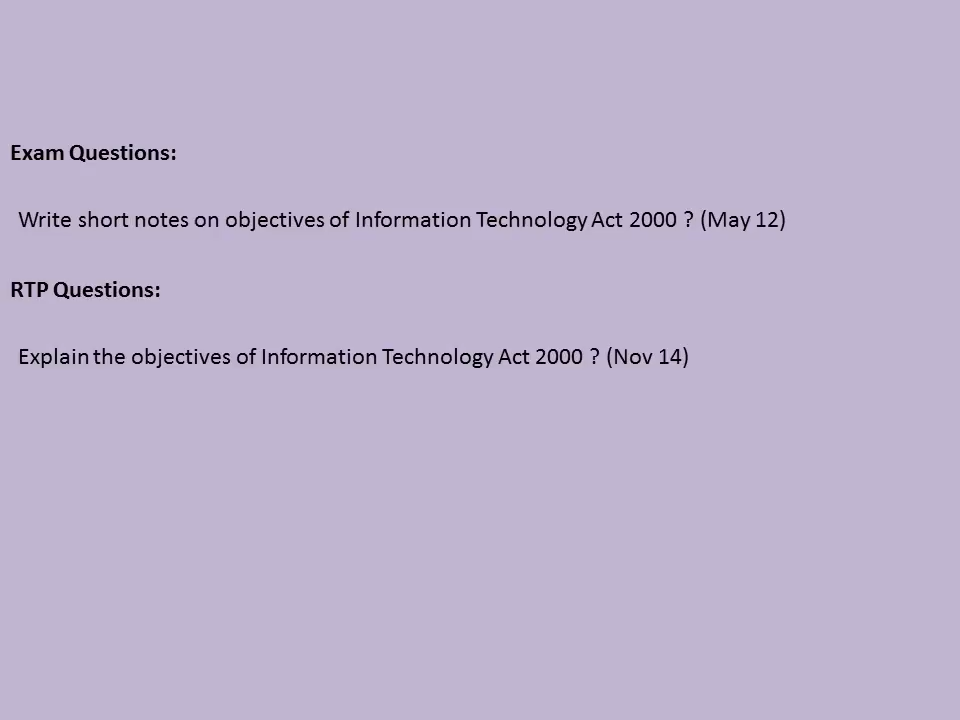 Exam Questions:
Write short notes on objectives of Information Technology Act 2000 ? (May 12)
RTP Questions:
Explain the objectives of Information Technology Act 2000 ? (Nov 14)